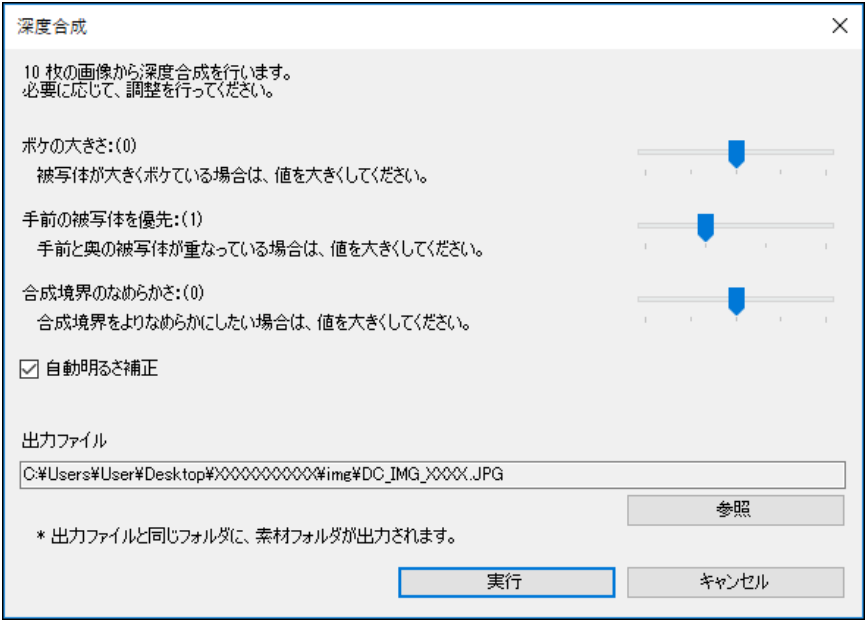 深度合成
10 枚の画像から深度合成を行います。
必要に応じて、調整を行ってください。
ボケの大きさ:(0)
被写体が大きくボケている場合は、値を大きくしてください。
手前の被写体を優先:(1)
手前と奥の被写体が重なっている場合は、値を大きくしてください。
合成境界のなめらかさ:(0)
合成境界をよりなめらかにしたい場合は、値を大きくしてください。
自動明るさ補正
出力ファイル
C:¥Users¥User¥Desktop¥XXXXXXXXXXX¥img¥DC_IMG_XXXX.JPG
参照
* 出力ファイルと同じフォルダに、素材フォルダが出力されます。
実行
キャンセル